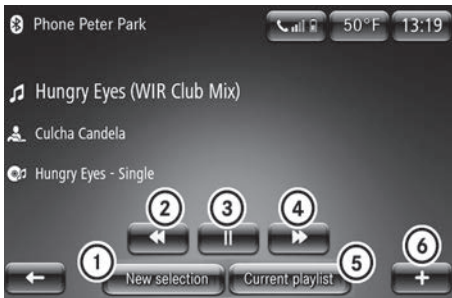 Phone Peter Park 50°F 13:19
Hungry Eyes (WIR Club Mix)
Culcha Candela
Hungry Eyes - Single
2 3 4
1 New selection Current playlist 5 6